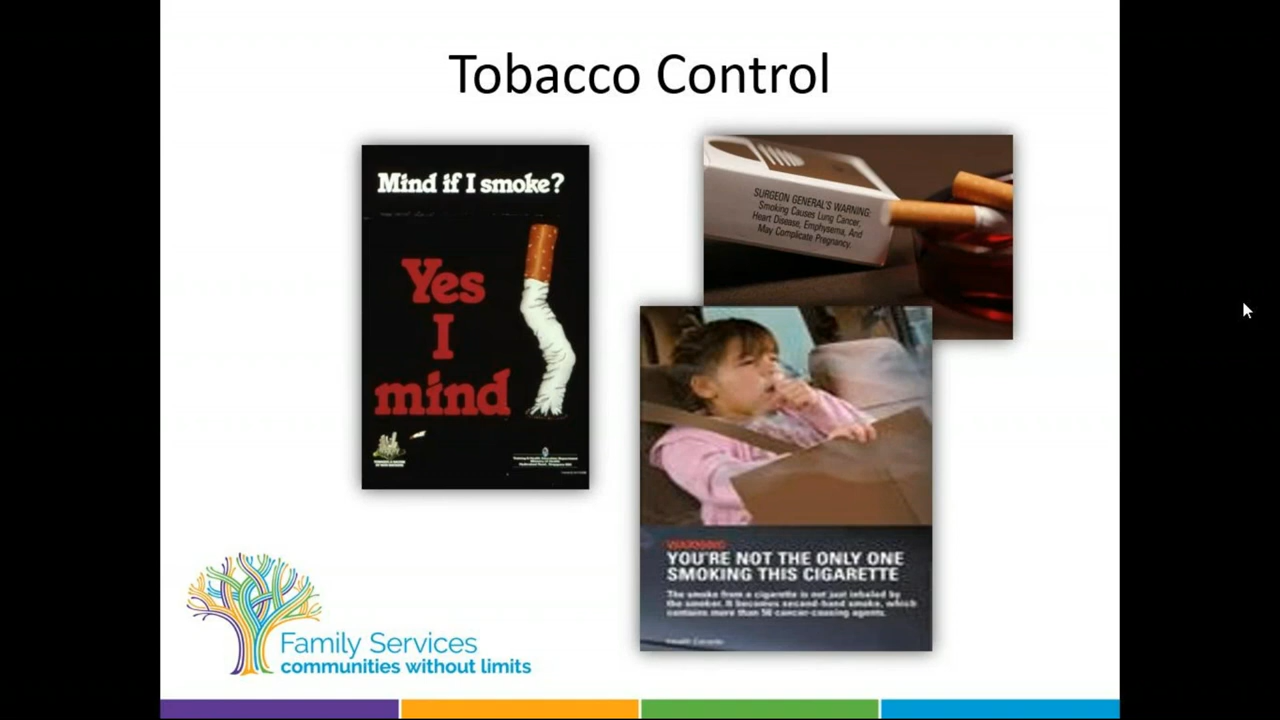 Tobacco Control
Mind if I smoke?
Yes
I
mind
SURGEON GENERAL'S WARNING:
Smoking Causes Lung Cancer,
Heart Disease, Emphysema, And
May Complicate Pregnancy.
WARNING
YOU'RE NOT THE ONLY ONE
SMOKING THIS CIGARETTE
The smoke from a cigarette is not just inhaled by
the smoker. It becomes second-hand smoke, which
contains more than 50 cancer-causing agents.
Health Canada
Family Services
communities without limits